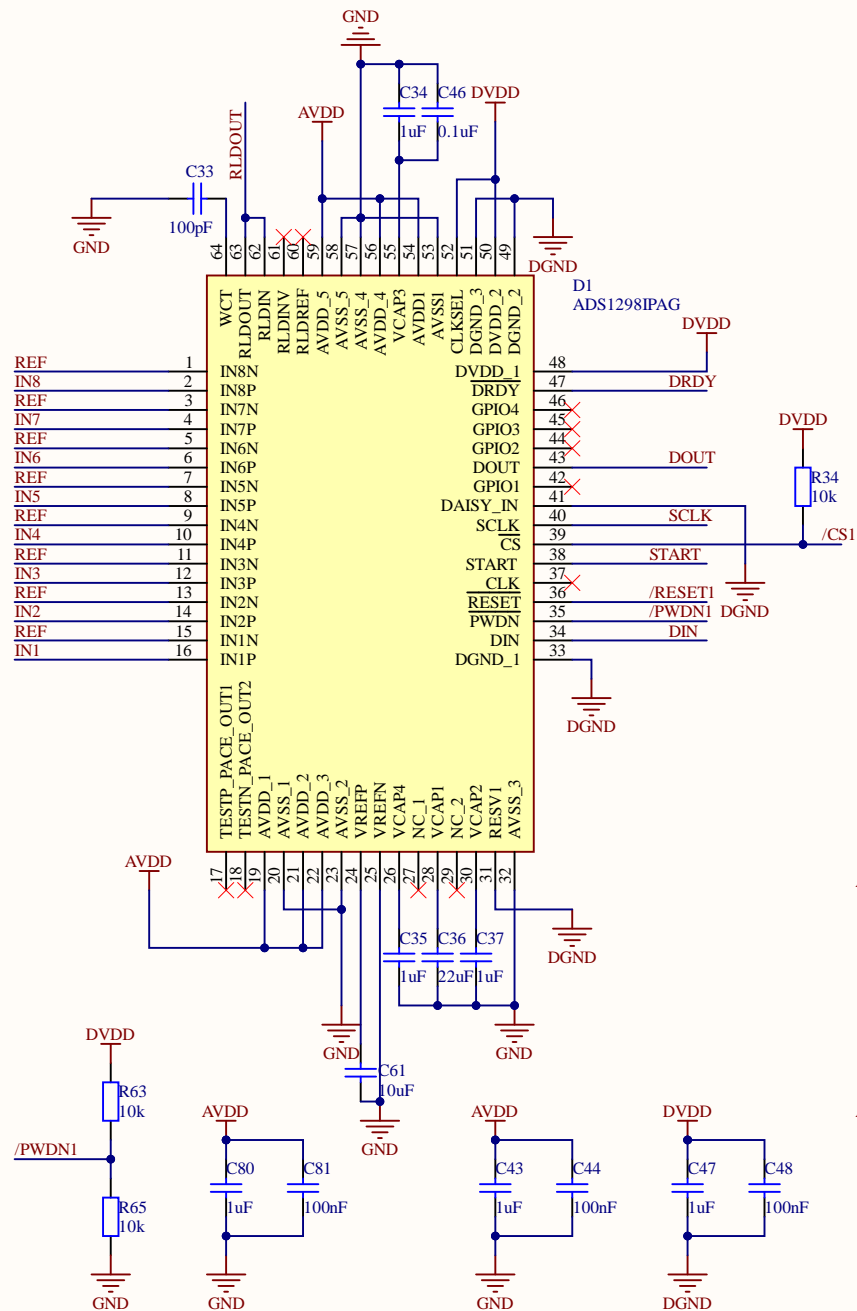 GND
C34 C46 DVDD
1uF 0.1uF
AVDD
RLDOUT
C33
100pF
GND
DGND
64 63 62 61 60 59 58 57 56 55 54 53 52 51 50 49
WCT RLDOUT RLDIN RLDINV RLDREF AVDD_5 AVSS_5 AVSS_4 AVDD_4 VCAP3 AVDD1 AVSS1 CLKSEL DGND_3 DVDD_2 DGND_2
D1
ADS1298IPAG
DVDD
REF 1 IN8N
IN8 2 IN8P
REF 3 IN7N
IN7 4 IN7P
REF 5 IN6N
IN6 6 IN6P
REF 7 IN5N
IN5 8 IN5P
REF 9 IN4N
IN4 10 IN4P
REF 11 IN3N
IN3 12 IN3P
REF 13 IN2N
IN2 14 IN2P
REF 15 IN1N
IN1 16 IN1P
DVDD_1 48
DRDY 47 DRDY
GPIO4 46
GPIO3 45
GPIO2 44
DOUT 43 DOUT
GPIO1 42
DAISY_IN 41
SCLK 40 SCLK
CS 39 /CS1
START 38 START
CLK 37
RESET 36 /RESET1
PWDN 35 /PWDN1
DIN 34 DIN
DGND_1 33
DVDD
R34
10k
DGND
DGND
TESTP_PACE_OUT1 TESTN_PACE_OUT2 AVDD_1 AVSS_1 AVDD_2 AVDD_3 AVSS_2 VREFP VREFN VCAP4 NC_1 VCAP1 NC_2 VCAP2 RESV1 AVSS_3
17 18 19 20 21 22 23 24 25 26 27 28 29 30 31 32
AVDD
C35 C36 C37
1uF 22uF 1uF
DGND
GND
GND
C61
10uF
GND
DVDD
R63
10k
/PWDN1
R65
10k
GND
AVDD
C80 C81
1uF 100nF
GND
AVDD
C43 C44
1uF 100nF
GND
DVDD
C47 C48
1uF 100nF
DGND